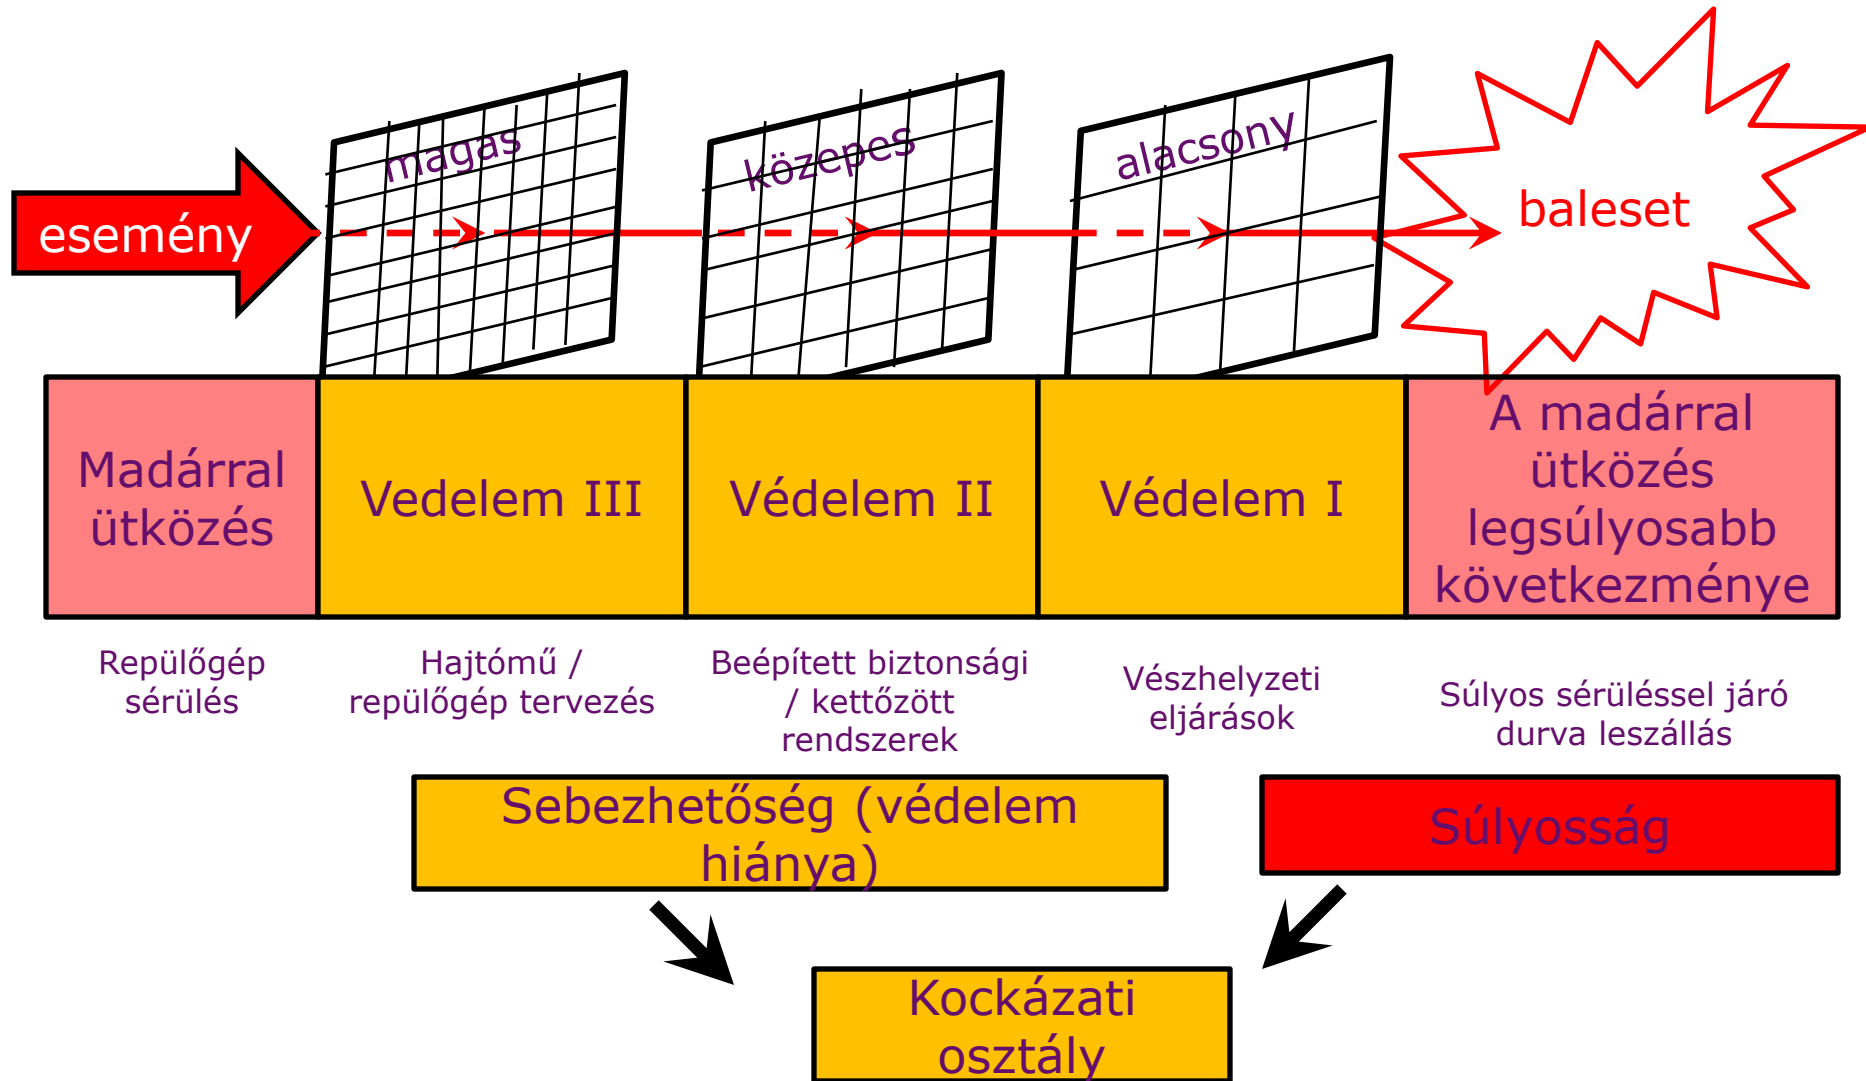 magas
közepes
alacsony
esemény
baleset
Madárral
ütközés
Vedelem III
Védelem II
Védelem I
A madárral
ütközés
legsúlyosabb
következménye
Repülőgép
sérülés
Hajtómű /
repülőgép tervezés
Beépített biztonsági
/ kettőzött
rendszerek
Vészhelyzeti
eljárások
Súlyos sérüléssel járó
durva leszállás
Sebezhetőség (védelem
hiánya)
Súlyosság
Kockázati
osztály